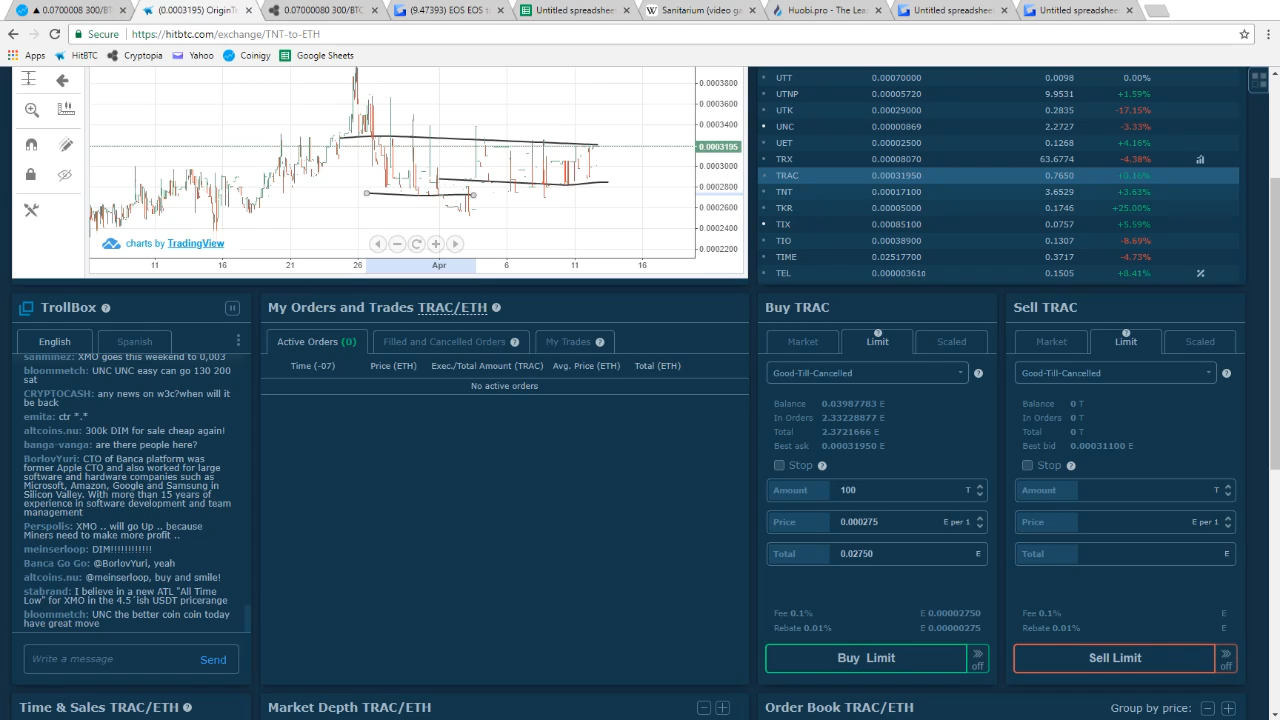 ▲ 0.0700008 300/BTC
(0.0003195) OriginTr
0.07000080 300/BTC
(9.47393) EOS EOS t
Untitled spreadshee
Sanitarium (video ga
Huobi.pro - The Lea
Untitled spreadshee
Untitled spreadshee
Secure
https://hitbtc.com/exchange/TNT-to-ETH
Apps
HitBTC
Cryptopia
Yahoo
Coinigy
Google Sheets
0.0003800
0.0003400
0.0003195
0.0003000
0.0002800
0.0002600
0.0002400
0.0002200
charts by TradingView
11 16 21 26 Apr 6 11 16
UTT 0.00070000 0.0098 0.00%
UTNP 0.00005720 9.9531 +1.59%
UTK 0.00029000 0.2835 -17.15%
UNC 0.00000869 2.2727 -3.33%
UET 0.00002500 0.1268 +4.16%
TRX 0.00008070 63.6774 -4.38%
TRAC 0.00031950 0.7650 +0.16%
TNT 0.00017100 3.6529 +3.63%
TKR 0.00005000 0.1746 +25.00%
TIX 0.00085100 0.0757 +5.59%
TIO 0.00038900 0.1307 -8.69%
TIME 0.02517700 0.3717 -4.73%
TEL 0.000003610 0.1505 +8.41%
TrollBox
English
Spanish
sanminez: XMO goes this weekend to 0,003
bloommetch: UNC UNC easy can go 130 200
sat
CRYPTOCASH: any news on w3c?when will it
be back
emita: ctr *.*
altcoins.nu: 300k DIM for sale cheap again!
banga-vanga: are there people here?
BorlovYuri: CTO of Banca platform was
former Apple CTO and also worked for large
software and hardware companies such as
Microsoft, Amazon, Google and Samsung in
Silicon Valley. With more than 15 years of
experience in software development and team
management
Perspolis: XMO .. will go Up .. because
Miners need to make more profit ..
meinserloop: DIM!!!!!!!!!!!!
Banca Go Go: @BorlovYuri, yeah
altcoins.nu: @meinserloop, buy and smile!
stabrand: I believe in a new ATL "All Time
Low" for XMO in the 4.5´ish USDT pricerange
bloommetch: UNC the better coin coin today
have great move
Write a message
Send
My Orders and Trades TRAC/ETH
Active Orders (0)
Filled and Cancelled Orders
My Trades
Time (-07) Price (ETH) Exec./Total Amount (TRAC) Avg. Price (ETH) Total (ETH)
No active orders
Buy TRAC
Market
Limit
Scaled
Good-Till-Cancelled
Balance 0.03987783 E
In Orders 2.33228877 E
Total 2.3721666 E
Best ask 0.00031950 E
Stop
Amount 100 T
Price 0.000275 E per 1
Total 0.02750 E
Fee 0.1% E 0.00002750
Rebate 0.01% E 0.00000275
Buy Limit
off
Sell TRAC
Market
Limit
Scaled
Good-Till-Cancelled
Balance 0 T
In Orders 0 T
Total 0 T
Best bid 0.00031100 E
Stop
Amount T
Price E per 1
Total E
Fee 0.1% E
Rebate 0.01% E
Sell Limit
off
Time & Sales TRAC/ETH
Market Depth TRAC/ETH
Order Book TRAC/ETH
Group by price: